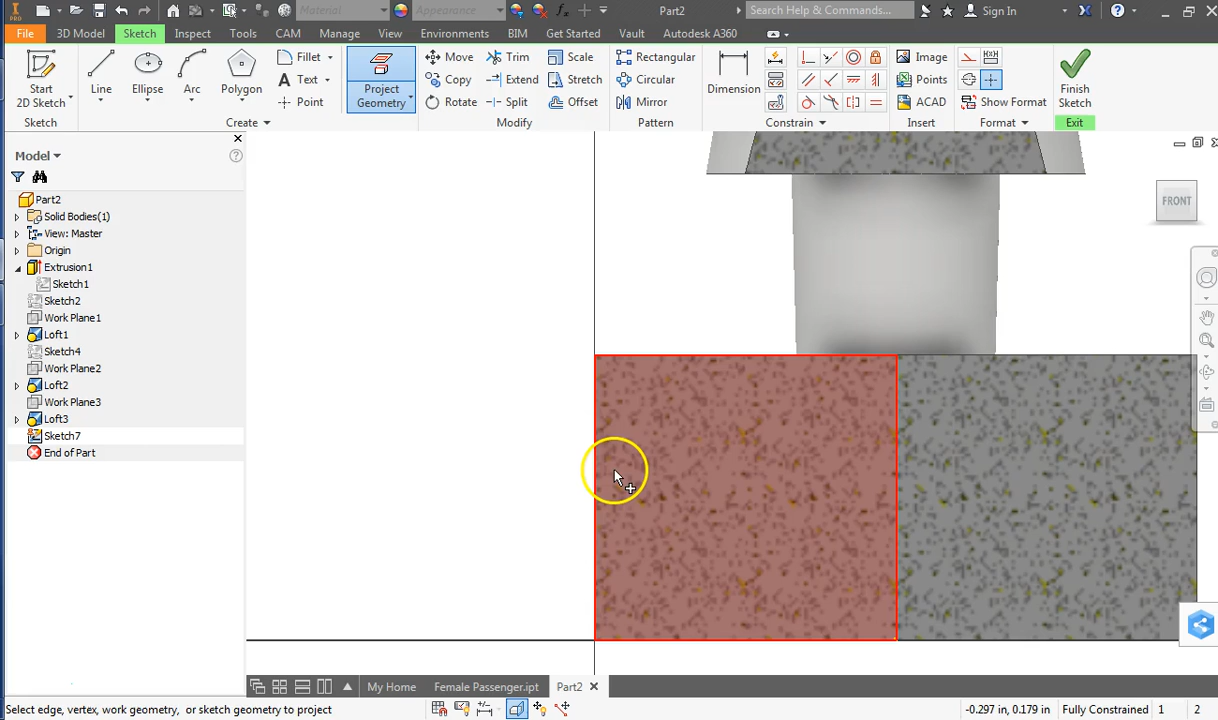 PRO
Material
Appearance
fx
Part2
Search Help & Commands...
Sign In
File
3D Model
Sketch
Inspect
Tools
CAM
Manage
View
Environments
BIM
Get Started
Vault
Autodesk A360
Start
2D Sketch
Line
Ellipse
Arc
Polygon
Fillet
Text
Point
Project
Geometry
Move
Copy
Rotate
Trim
Extend
Split
Scale
Stretch
Offset
Rectangular
Circular
Mirror
Dimension
Image
Points
ACAD
Show Format
Finish
Sketch
Sketch
Create
Modify
Pattern
Constrain
Insert
Format
Exit
Model
Part2
Solid Bodies(1)
View: Master
Origin
Extrusion1
Sketch1
Sketch2
Work Plane1
Loft1
Sketch4
Work Plane2
Loft2
Work Plane3
Loft3
Sketch7
End of Part
FRONT
My Home
Female Passenger.ipt
Part2
Select edge, vertex, work geometry, or sketch geometry to project
-0.297 in, 0.179 in
Fully Constrained
1
2